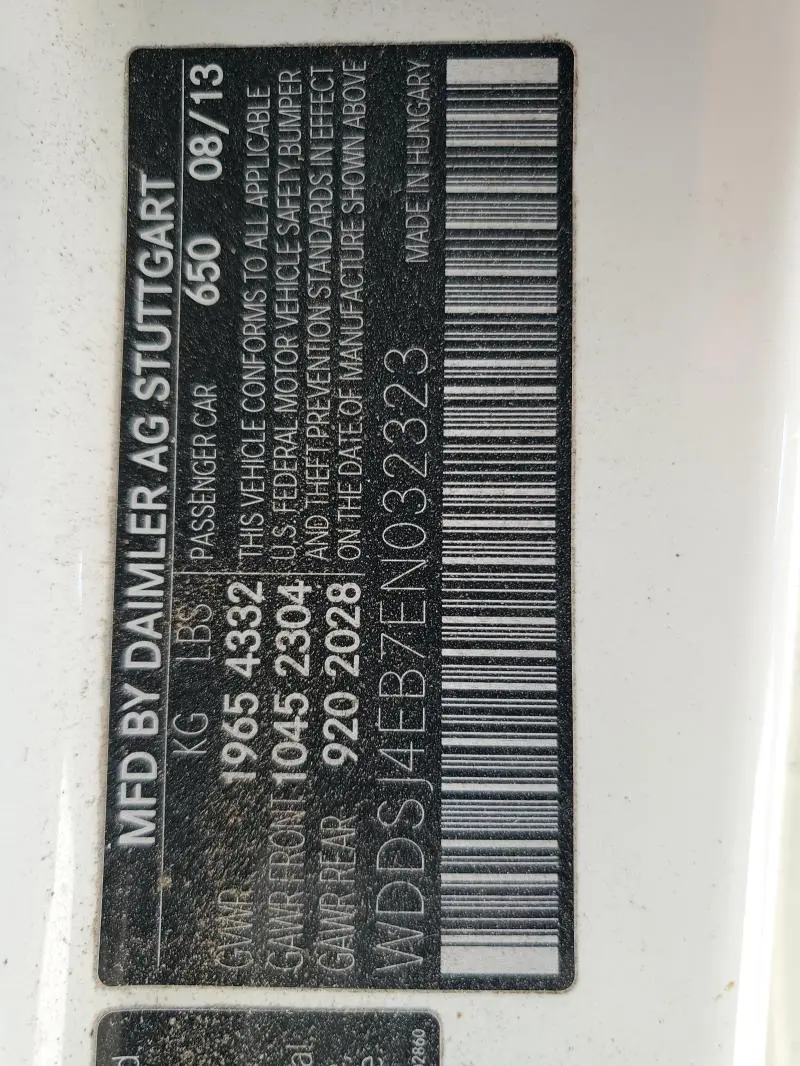 MFD BY DAIMLER AG STUTTGART
KG LBS PASSENGER CAR 650 08/13
GVWR 1965 4332 THIS VEHICLE CONFORMS TO ALL APPLICABLE
GAWR FRONT 1045 2304 U.S. FEDERAL MOTOR VEHICLE SAFETY, BUMPER
GAWR REAR 920 2028 AND THEFT PREVENTION STANDARDS IN EFFECT
ON THE DATE OF MANUFACTURE SHOWN ABOVE
WDDSJ4EB7EN032323 MADE IN HUNGARY